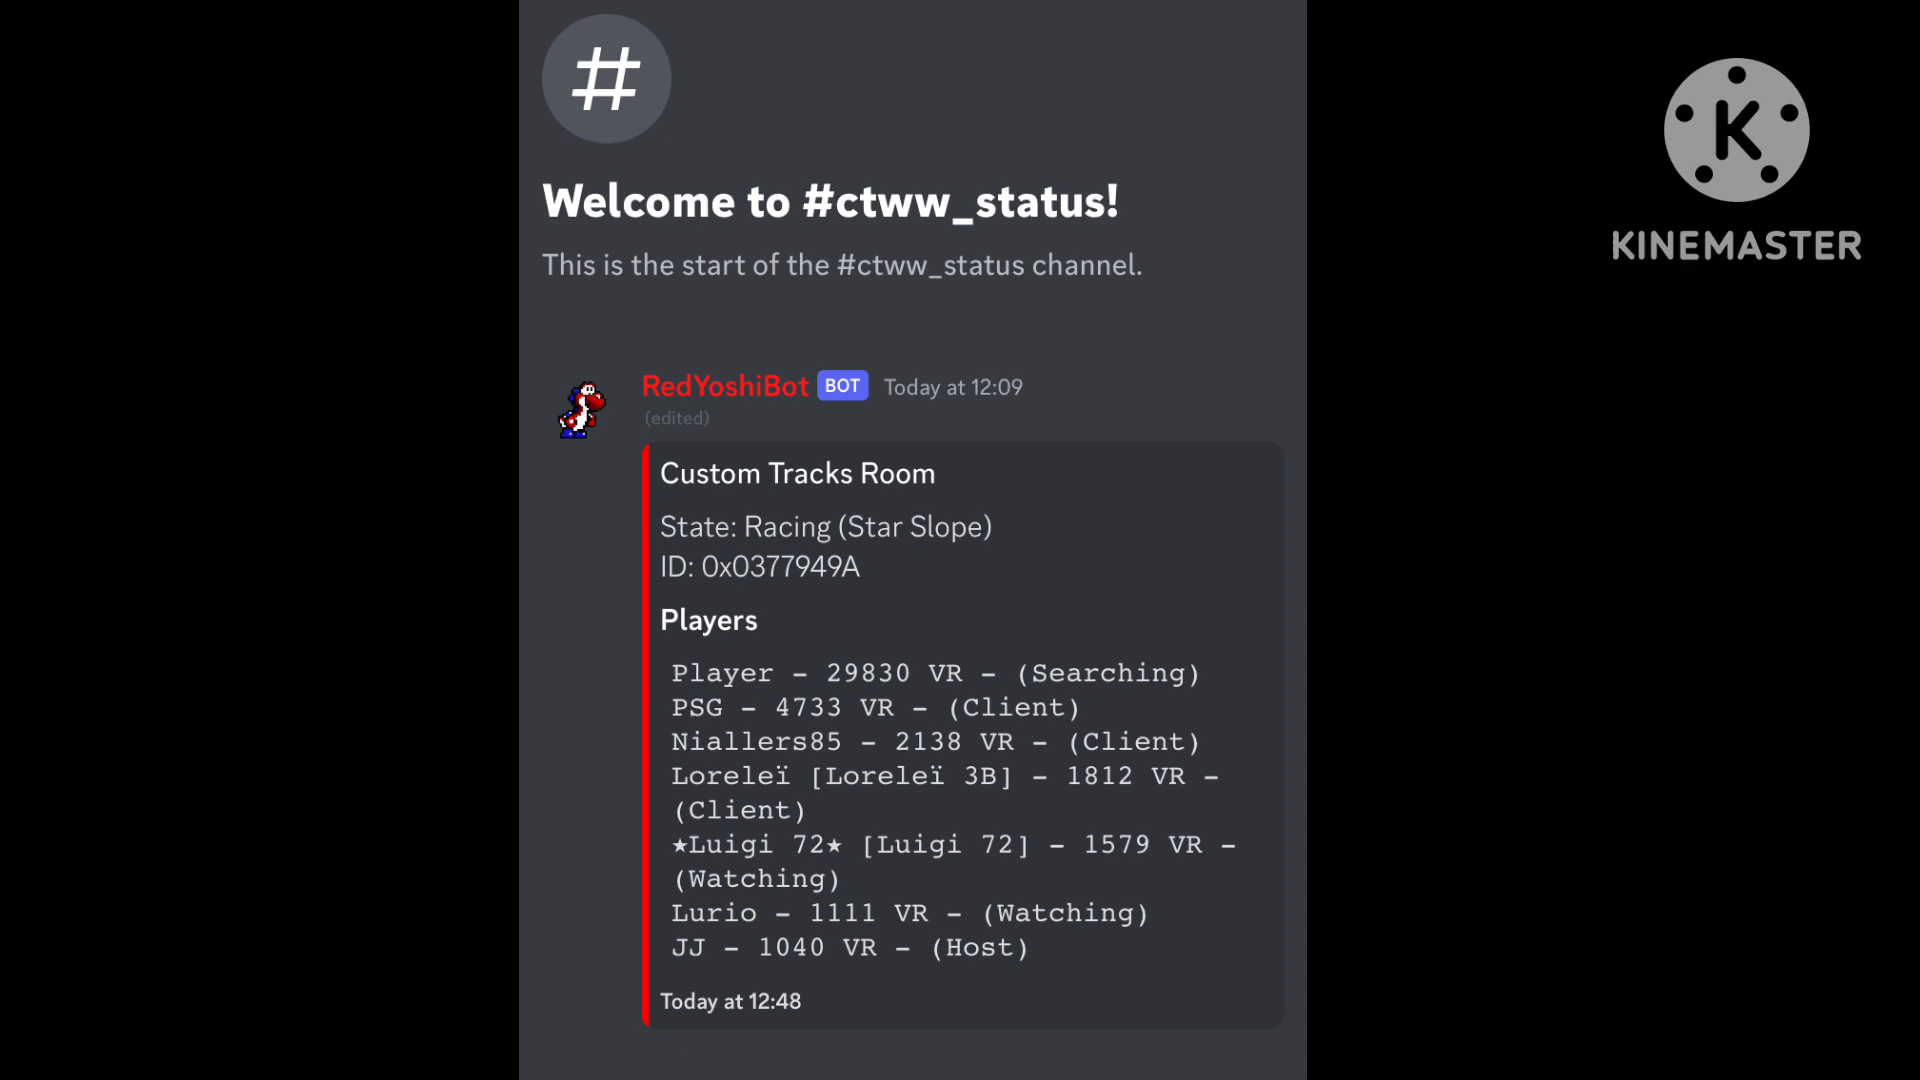 #
Welcome to #ctww_status!
This is the start of the #ctww_status channel.
RedYoshiBot BOT Today at 12:09
(edited)
Custom Tracks Room
State: Racing (Star Slope)
ID: 0x0377949A
Players
Player - 29830 VR - (Searching)
PSG - 4733 VR - (Client)
Niallers85 - 2138 VR - (Client)
Loreleï [Loreleï 3B] - 1812 VR -
(Client)
★Luigi 72★ [Luigi 72] - 1579 VR -
(Watching)
Lurio - 1111 VR - (Watching)
JJ - 1040 VR - (Host)
Today at 12:48
K
KINEMASTER